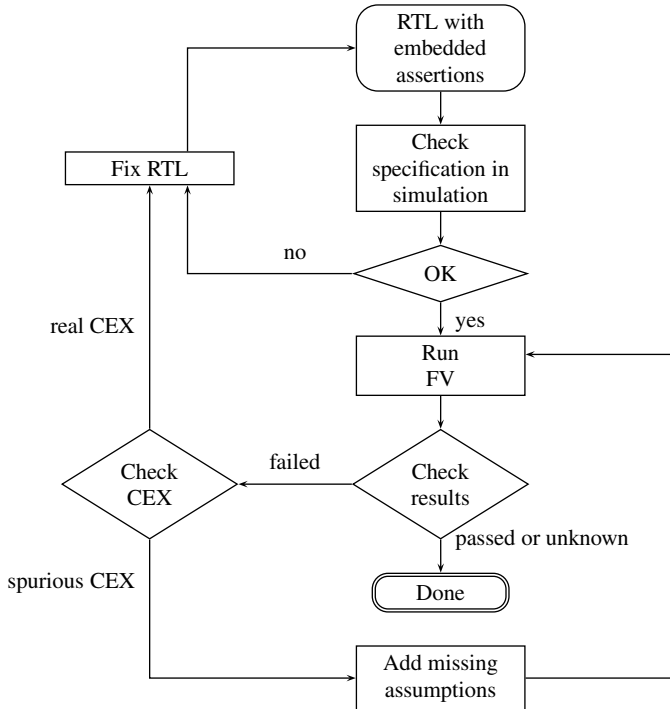 RTL with
embedded
assertions
Fix RTL
Check
specification in
simulation
no
OK
yes
real CEX
Run
FV
Check
CEX
failed
Check
results
passed or unknown
spurious CEX
Done
Add missing
assumptions